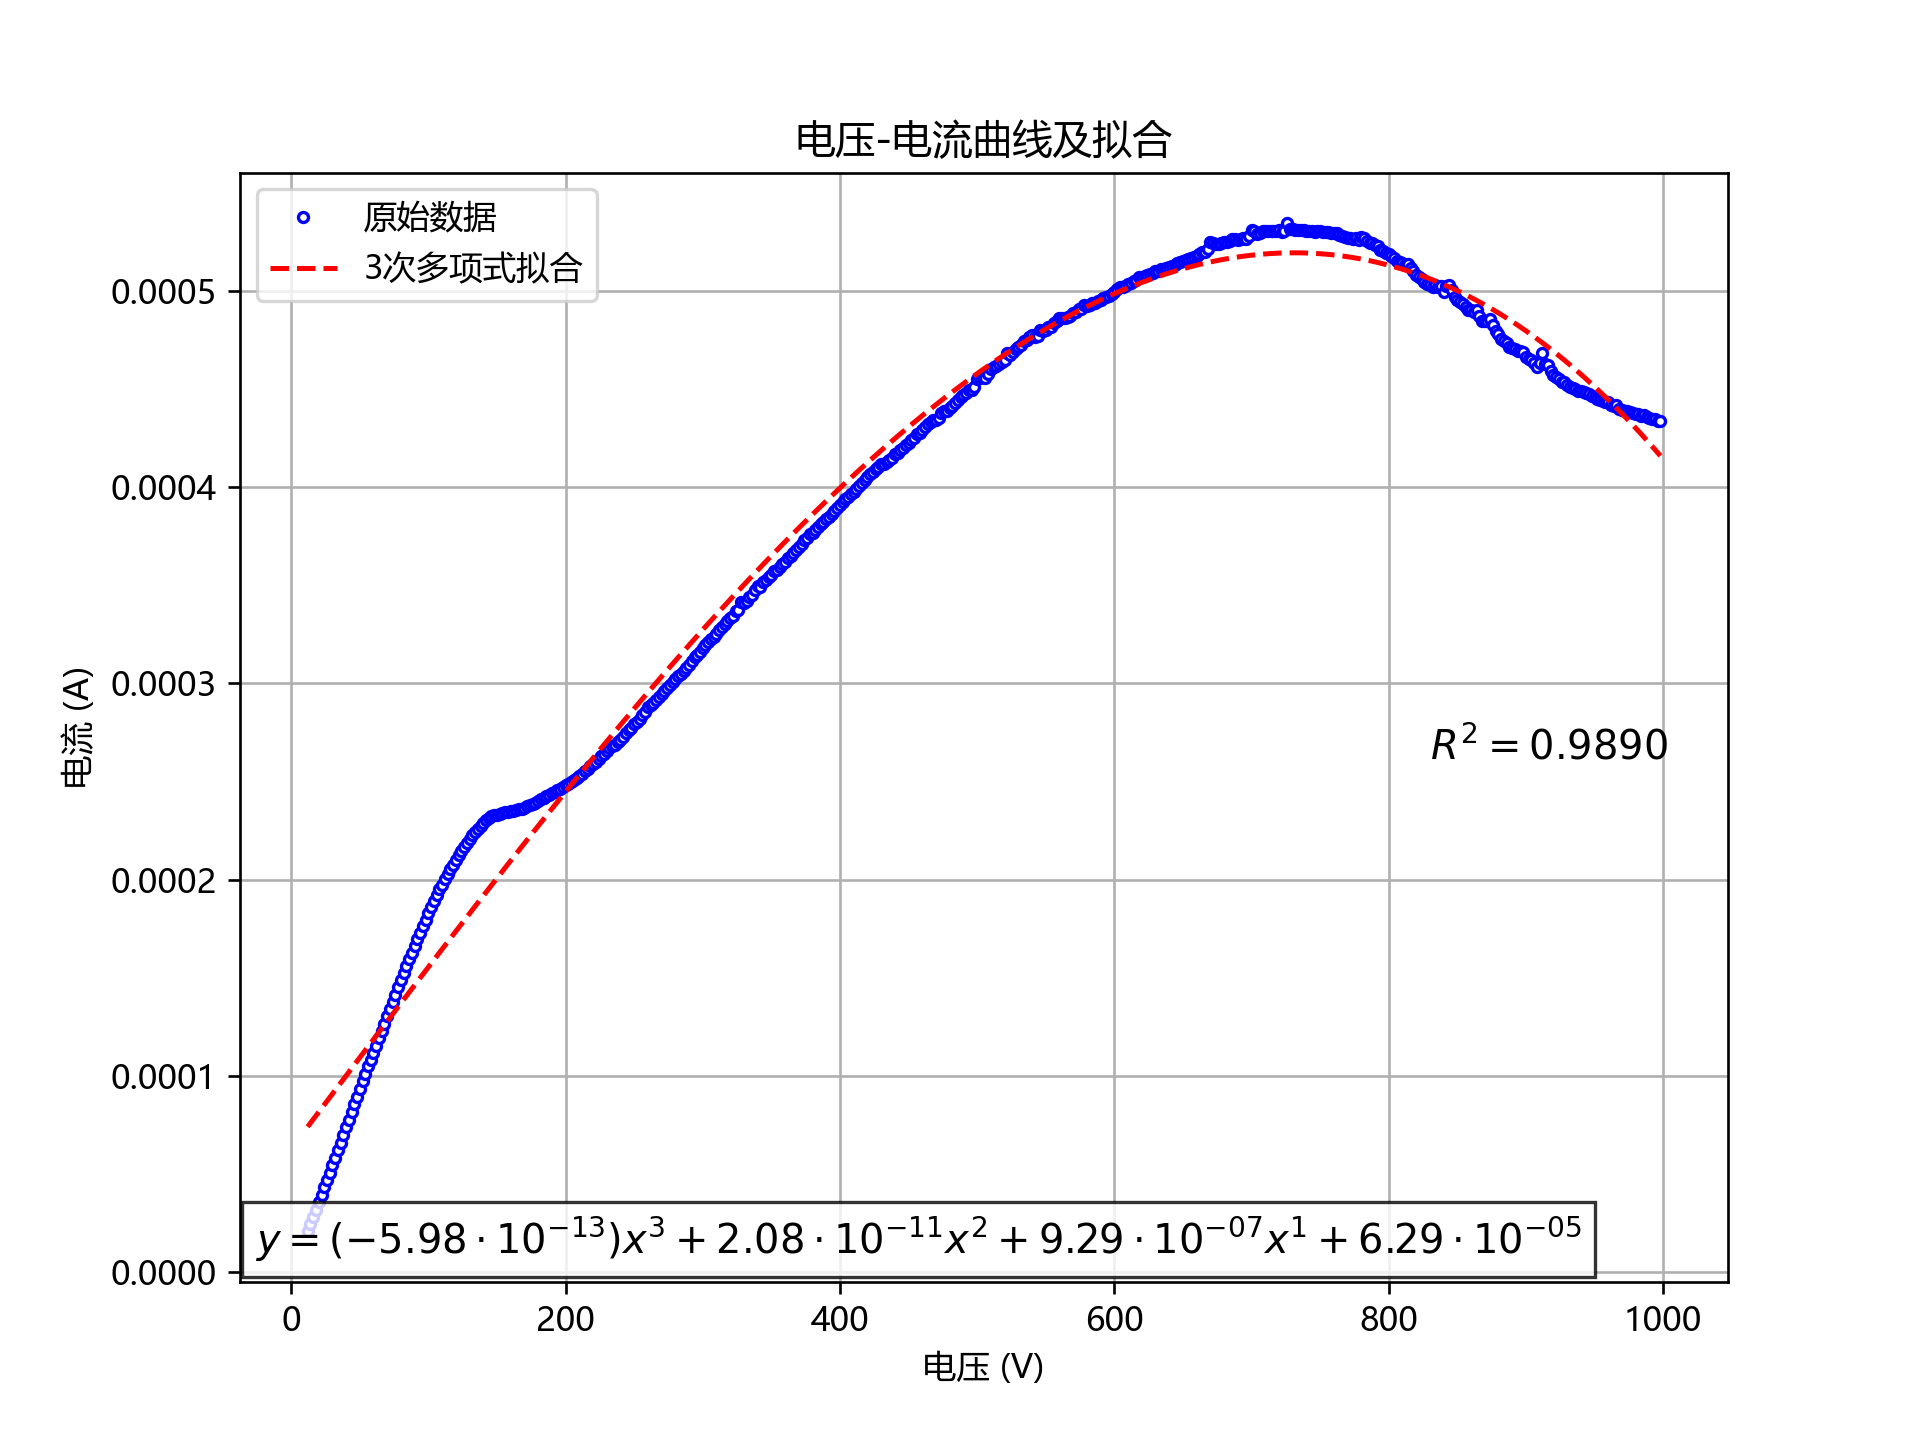 电压-电流曲线及拟合
原始数据
3次多项式拟合
0.0005
0.0004
0.0003
0.0002
0.0001
0.0000
电流 (A)
R² = 0.9890
y = (−5.98 · 10⁻¹³)x³ + 2.08 · 10⁻¹¹x² + 9.29 · 10⁻⁰⁷x¹ + 6.29 · 10⁻⁰⁵
0 200 400 600 800 1000
电压 (V)